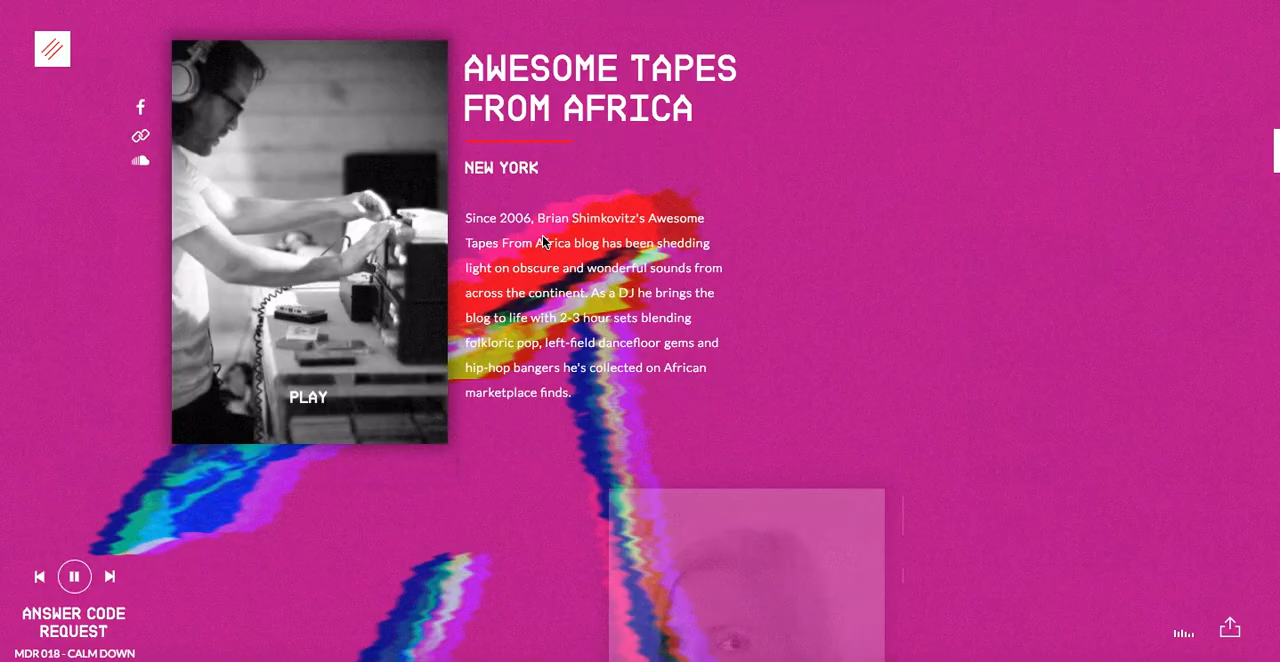 AWESOME TAPES
FROM AFRICA
NEW YORK
Since 2006, Brian Shimkovitz's Awesome
Tapes From Africa blog has been shedding
light on obscure and wonderful sounds from
across the continent. As a DJ he brings the
blog to life with 2-3 hour sets blending
folkloric pop, left-field dancefloor gems and
hip-hop bangers he's collected on African
marketplace finds.
PLAY
ANSWER CODE
REQUEST
MDR 018 - CALM DOWN